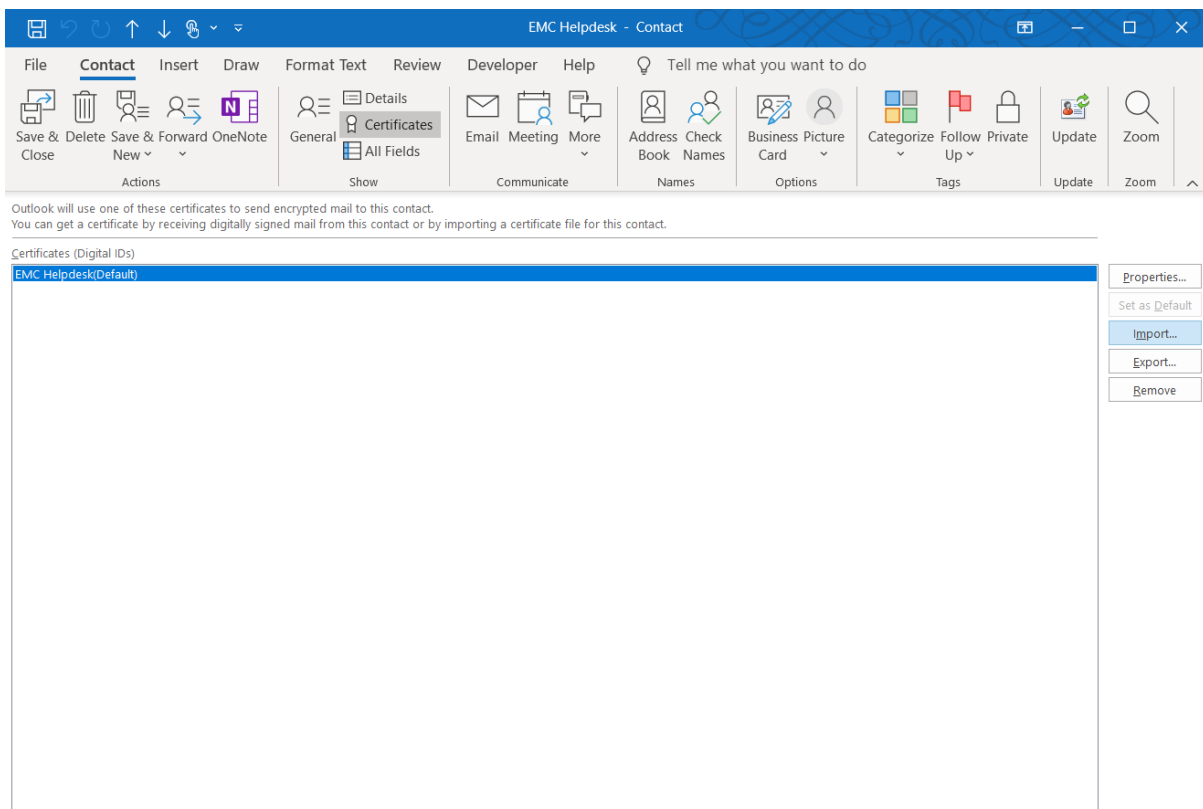 EMC Helpdesk - Contact
File Contact Insert Draw Format Text Review Developer Help Tell me what you want to do
Save & Close
Delete
Save & New
Forward
OneNote
Actions
General
Details
Certificates
All Fields
Show
Email
Meeting
More
Communicate
Address Book
Check Names
Names
Business Card
Picture
Options
Categorize
Follow Up
Private
Tags
Update
Update
Zoom
Zoom
Outlook will use one of these certificates to send encrypted mail to this contact.
You can get a certificate by receiving digitally signed mail from this contact or by importing a certificate file for this contact.
Certificates (Digital IDs)
EMC Helpdesk(Default)
Properties...
Set as Default
Import...
Export...
Remove